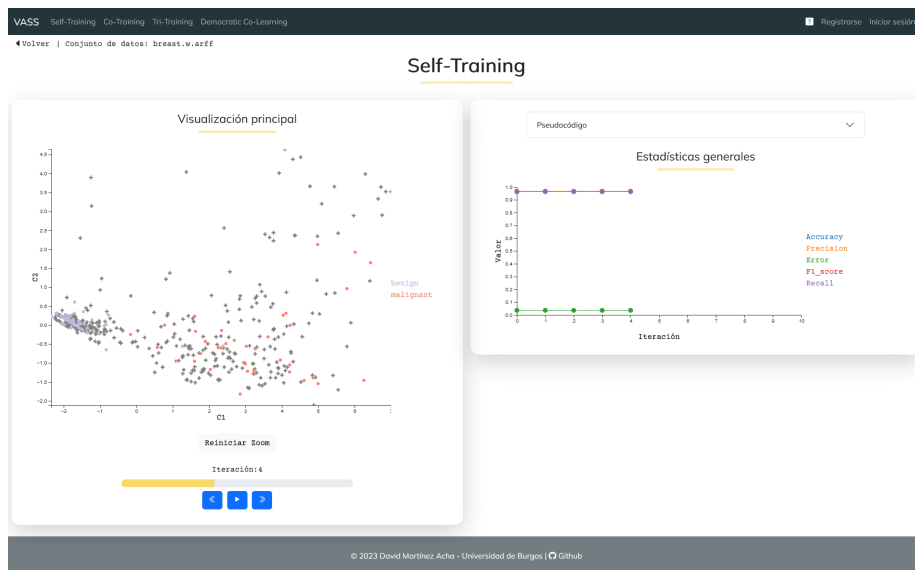 VASS Self-Training Co-Training Tri-Training Democratic Co-Learning ? Registrarse Iniciar sesión
Volver | Conjunto de datos: breast.w.arff
Self-Training
Visualización principal
4.5
4.0
3.5
3.0
2.5
2.0
1.5
1.0
0.5
0.0
−0.5
−1.0
−1.5
−2.0
C2
−2 −1 0 1 2 3 4 5 6 7
C1
benign
malignant
Reiniciar Zoom
Iteración:4
Pseudocódigo
Estadísticas generales
1.0
0.9
0.8
0.7
0.6
0.5
0.4
0.3
0.2
0.1
0.0
Valor
0 1 2 3 4 5 6 7 8 9 10
Iteración
Accuracy
Precision
Error
F1_score
Recall
© 2023 David Martínez Acha - Universidad de Burgos | Github